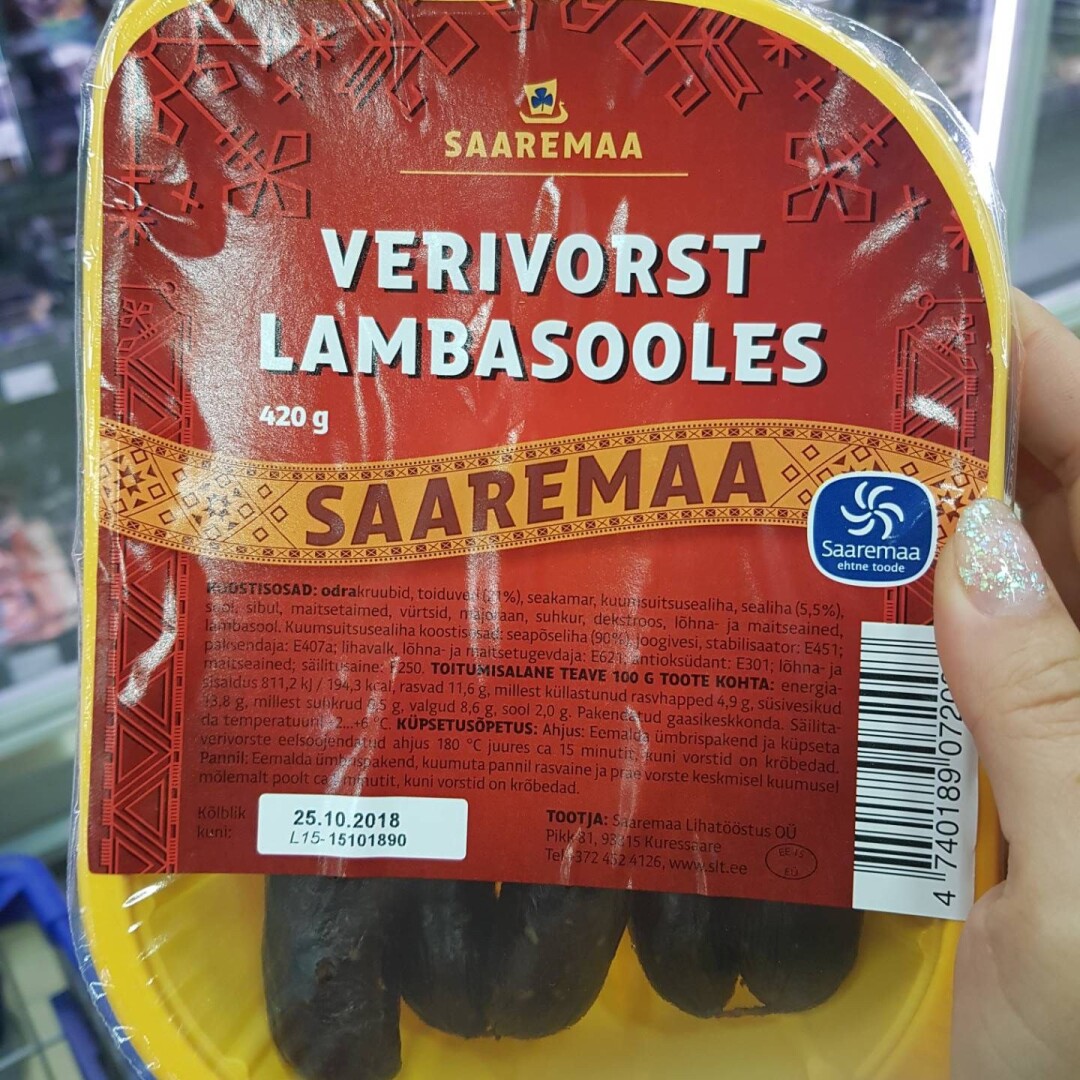 SAAREMAA
VERIVORST
LAMBASOOLES
420 g
SAAREMAA
Saaremaa
ehtne toode
KOOSTISOSAD: odrakruubid, toiduveri (21%), seakamar, kuumsuitsusealiha, sealiha (5,5%),
sool, sibul, maitsetaimed, vürtsid, majoraan, suhkur, dekstroos, lõhna- ja maitseained,
lambasool. Kuumsuitsusealiha koostisosad: seapõseliha (90%), joogivesi, stabilisaator: E451;
paksendaja: E407a; lihavalk, lõhna- ja maitsetugevdaja: E621; antioksüdant: E301; lõhna- ja
maitseained; säilitusaine: E250. TOITUMISALANE TEAVE 100 G TOOTE KOHTA: energia-
sisaldus 811,2 kJ / 194,3 kcal, rasvad 11,6 g, millest küllastunud rasvhapped 4,9 g, süsivesikud
13,8 g, millest suhkrud g, valgud 8,6 g, sool 2,0 g. Pakendatud gaasikeskkonda. Säilita-
da temperatuuril +2...+6 °C. KÜPSETUSÕPETUS: Ahjus: Eemalda ümbrispakend ja küpseta
verivorste eelsoojendatud ahjus 180 °C juures ca 15 minutit, kuni vorstid on krõbedad.
Pannil: Eemalda ümbrispakend, kuumuta pannil rasvaine ja prae vorste keskmisel kuumusel
mõlemalt poolt ca minutit, kuni vorstid on krõbedad.
Kõlblik
kuni:
25.10.2018
L15-15101890
TOOTJA: Saaremaa Lihatööstus OÜ
Pikk 81, 93815 Kuressaare
Tel +372 452 4126, www.slt.ee
EE 45
EÜ
4 740189